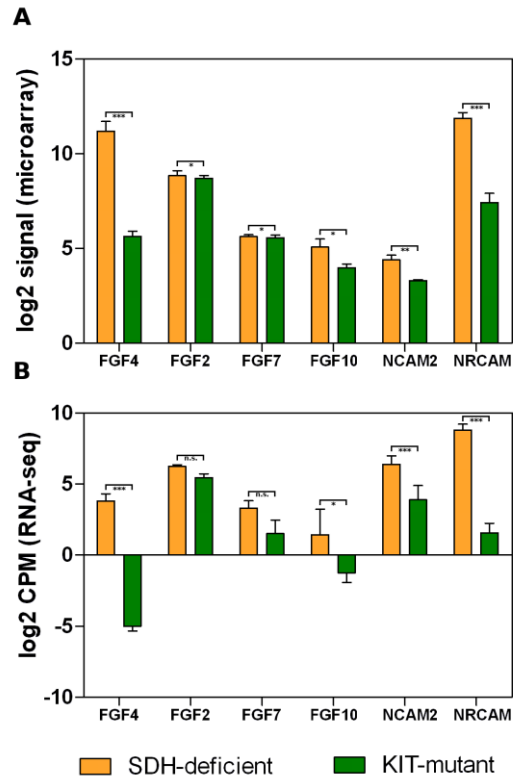 A
log2 signal (microarray)
15
10
5
0
***
*
*
*
**
***
FGF4 FGF2 FGF7 FGF10 NCAM2 NRCAM
B
log2 CPM (RNA-seq)
10
5
0
-5
-10
***
n.s.
n.s.
*
***
***
FGF4 FGF2 FGF7 FGF10 NCAM2 NRCAM
SDH-deficient KIT-mutant